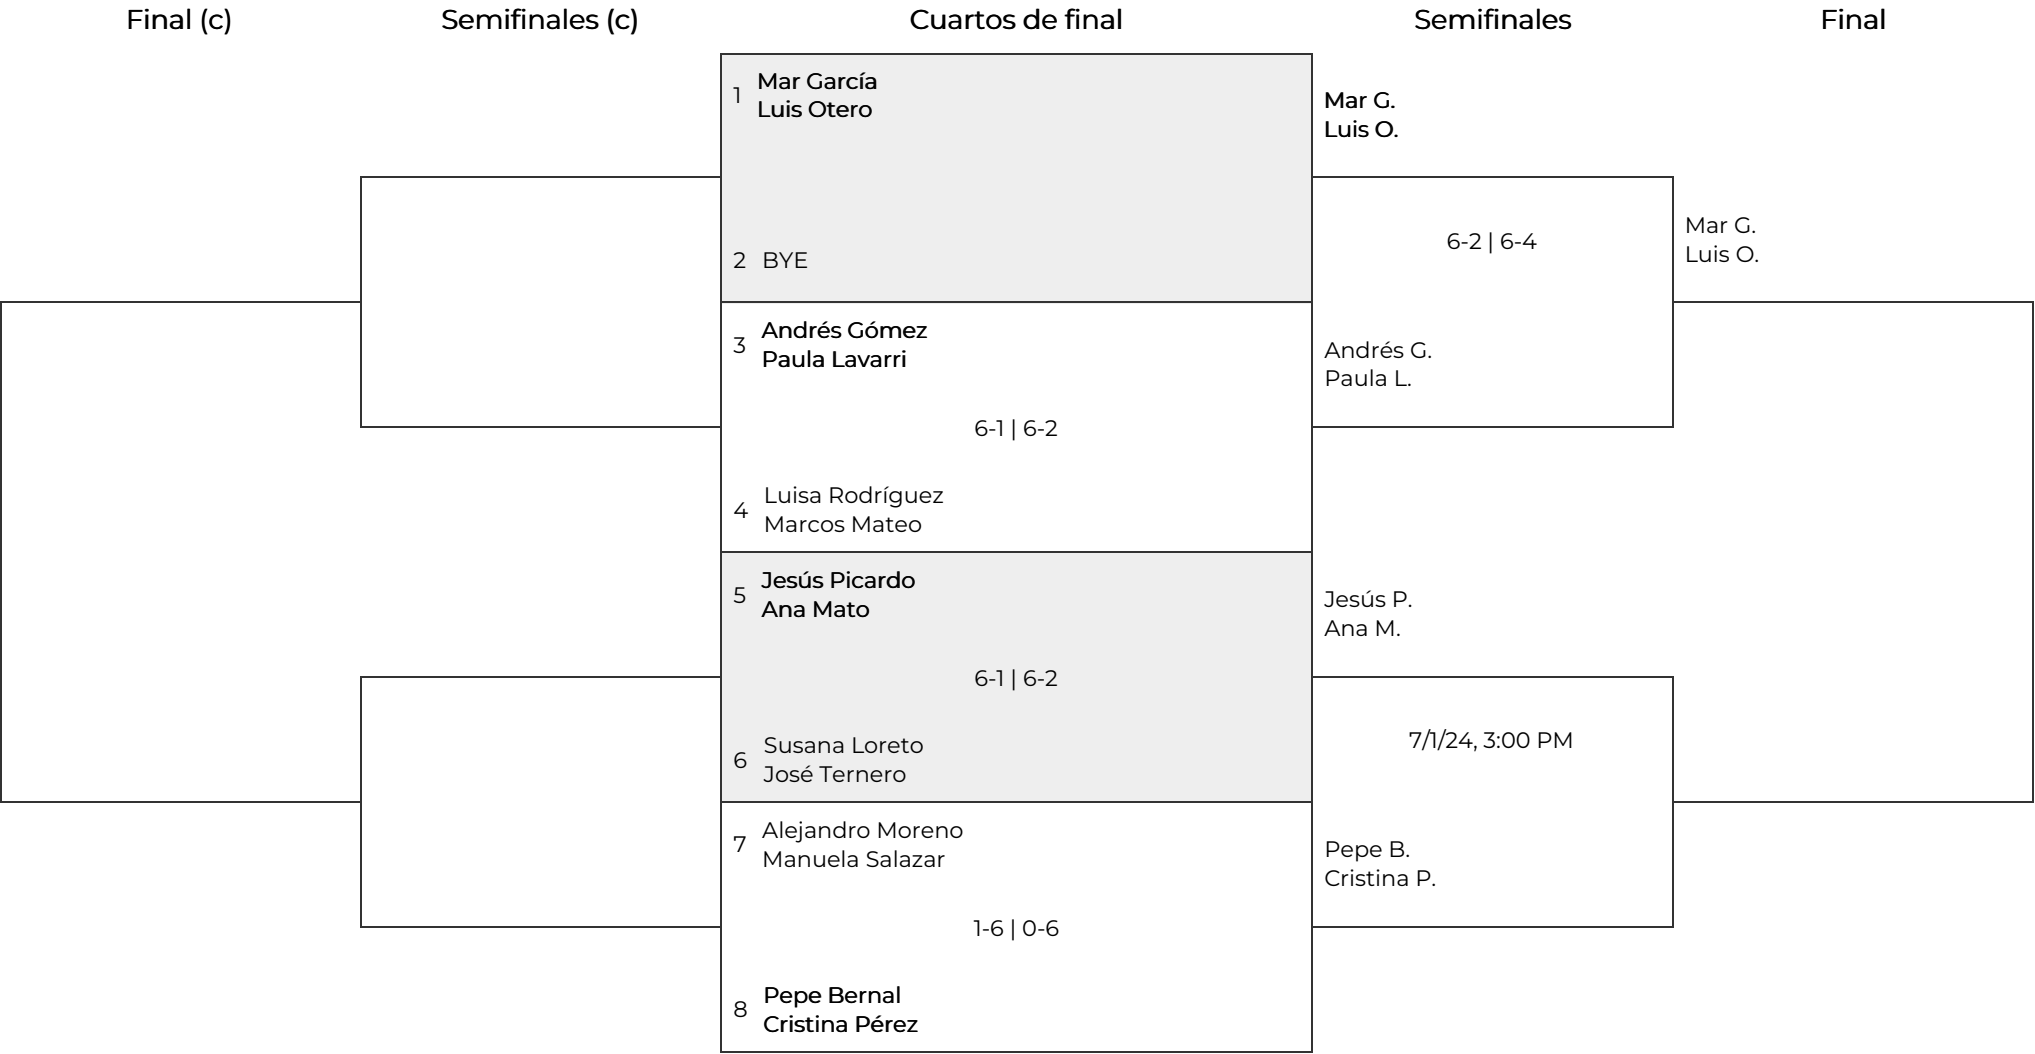 Final (c)
Semifinales (c)
Cuartos de final
Semifinales
Final
1
Mar García
Luis Otero
2 BYE
3
Andrés Gómez
Paula Lavarri
6-1 | 6-2
4
Luisa Rodríguez
Marcos Mateo
5
Jesús Picardo
Ana Mato
6-1 | 6-2
6
Susana Loreto
José Ternero
7
Alejandro Moreno
Manuela Salazar
1-6 | 0-6
8
Pepe Bernal
Cristina Pérez
Mar G.
Luis O.
6-2 | 6-4
Andrés G.
Paula L.
Jesús P.
Ana M.
7/1/24, 3:00 PM
Pepe B.
Cristina P.
Mar G.
Luis O.